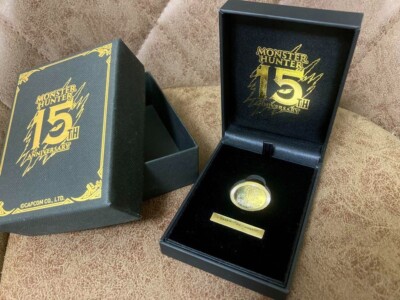 MONSTER
HUNTER
15TH
ANNIVERSARY
©CAPCOM CO., LTD.
MONSTER
HUNTER
15TH
ANNIVERSARY